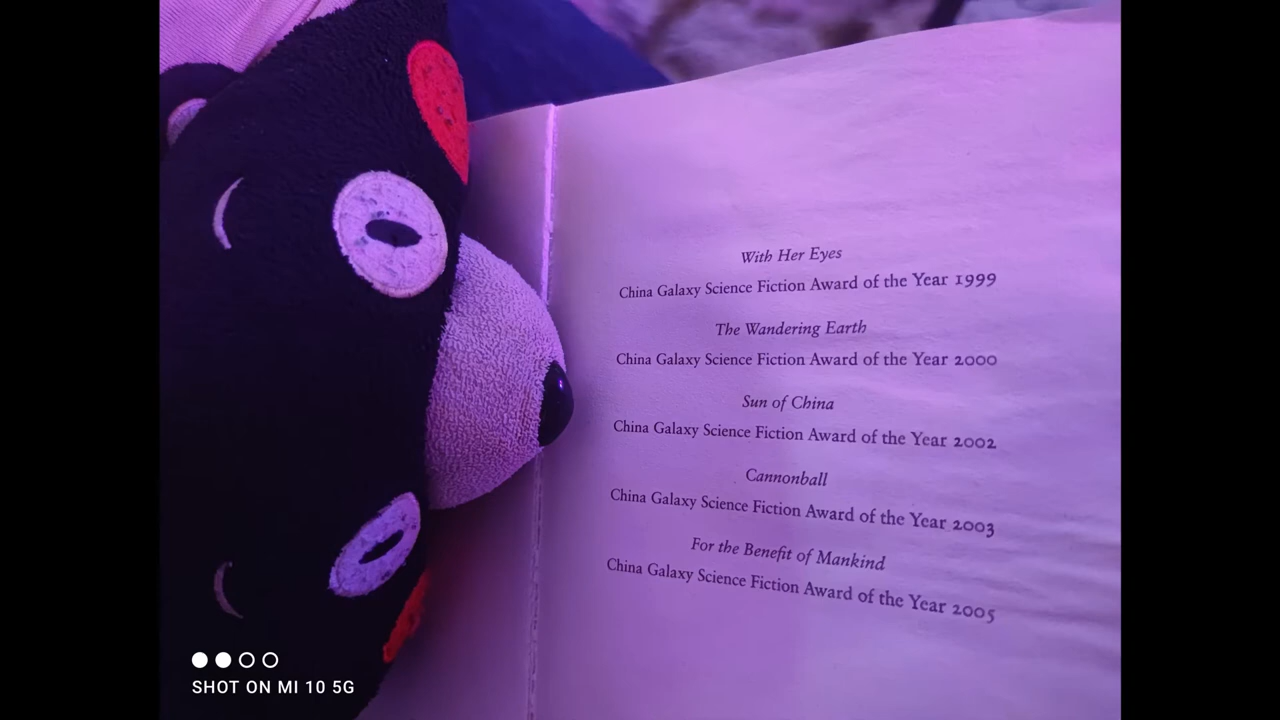 With Her Eyes
China Galaxy Science Fiction Award of the Year 1999
The Wandering Earth
China Galaxy Science Fiction Award of the Year 2000
Sun of China
China Galaxy Science Fiction Award of the Year 2002
Cannonball
China Galaxy Science Fiction Award of the Year 2003
For the Benefit of Mankind
China Galaxy Science Fiction Award of the Year 2005
SHOT ON MI 10 5G